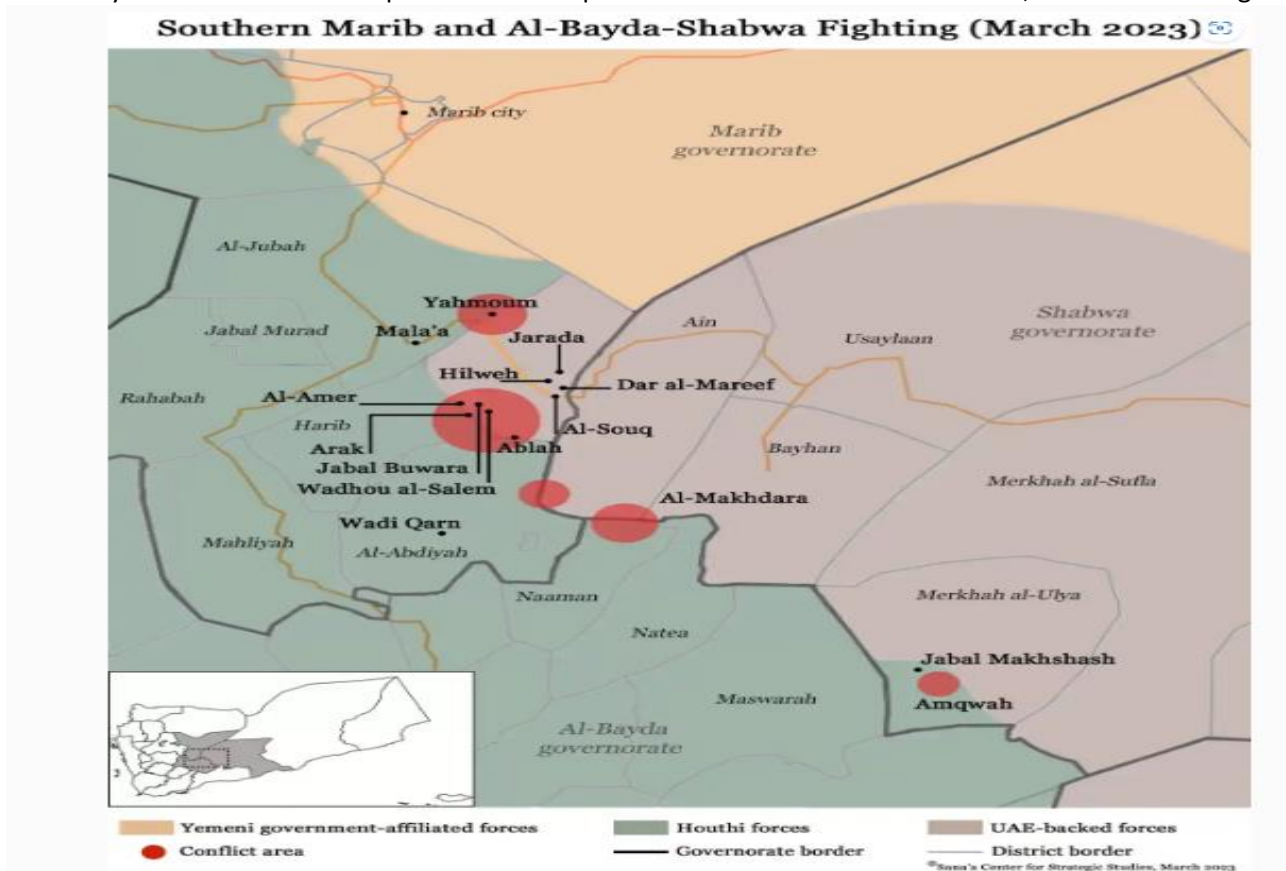 Southern Marib and Al-Bayda-Shabwa Fighting (March 2023)
Marib city
Marib
governorate
Al-Jubah
Yahmoum
Shabwa
governorate
Ain
Jabal Murad
Mala'a
Jarada
Usaylaan
Hilweh
Dar al-Mareef
Rahabah
Al-Amer
Harib
Al-Souq
Arak
Ablah
Bayhan
Jabal Buwara
Wadhou al-Salem
Merkhah al-Sufla
Al-Makhdara
Wadi Qarn
Mahliyah
Al-Abdiyah
Naaman
Merkhah al-Ulya
Natea
Jabal Makhshash
Maswarah
Amqwah
Al-Bayda
governorate
Yemeni government-affiliated forces
Houthi forces
UAE-backed forces
Conflict area
Governorate border
District border
©Sana'a Center for Strategic Studies, March 2023